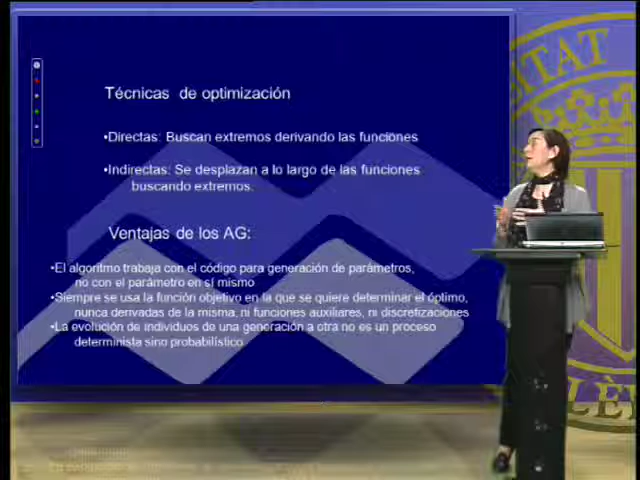 Técnicas de optimización
•Directas: Buscan extremos derivando las funciones
•Indirectas: Se desplazan a lo largo de las funciones
buscando extremos.
Ventajas de los AG:
•El algoritmo trabaja con el código para generación de parámetros,
no con el parámetro en sí mismo
•Siempre se usa la función objetivo en la que se quiere determinar el óptimo,
nunca derivadas de la misma, ni funciones auxiliares, ni discretizaciones
•La evolución de individuos de una generación a otra no es un proceso
determinista sino probabilístico
ITAT